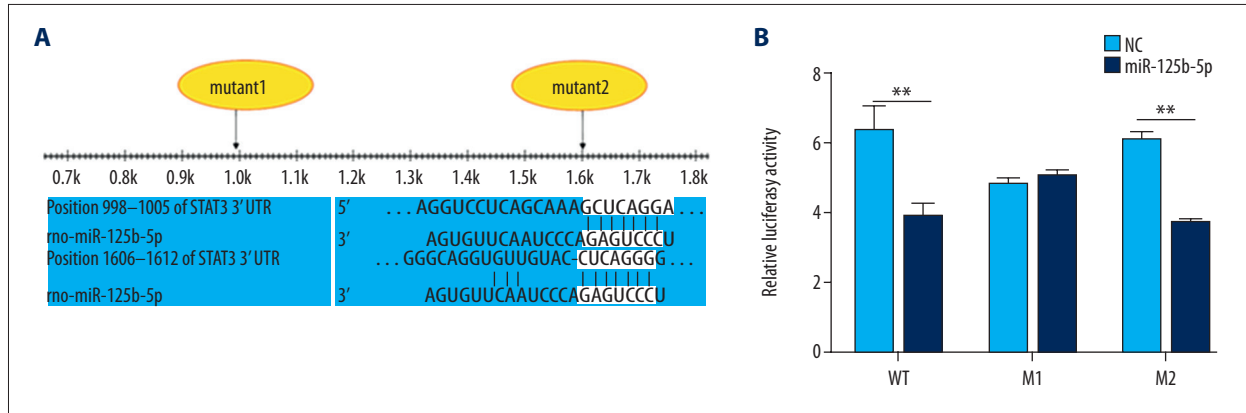 A
mutant1
mutant2
0.7k 0.8k 0.9k 1.0k 1.1k 1.2k 1.3k 1.4k 1.5k 1.6k 1.7k 1.8k
Position 998–1005 of STAT3 3′ UTR 5′ ...AGGUCCUCAGCAAAGCUCAGGA...
rno-miR-125b-5p 3′ AGUGUUCAAUCCCAGAGUCCCU
Position 1606–1612 of STAT3 3′ UTR ...GGGCAGGUGUUGUAC-CUCAGGGG...
rno-miR-125b-5p 3′ AGUGUUCAAUCCCAGAGUCCCU
B
NC
miR-125b-5p
Relative luciferasy activity
8
6
4
2
0
**
**
WT M1 M2